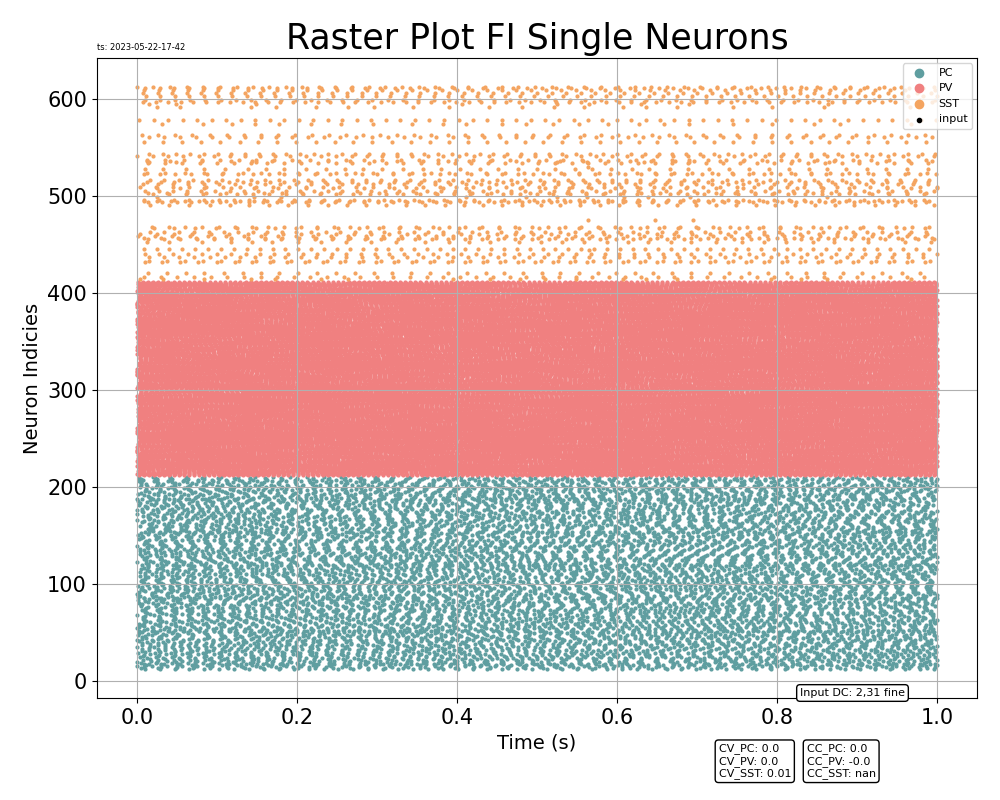 Raster Plot FI Single Neurons
ts: 2023-05-22-17-42
PC
PV
SST
input
600
500
400
300
200
100
0
Neuron Indicies
0.0 0.2 0.4 0.6 0.8 1.0
Time (s)
Input DC: 2,31 fine
CV_PC: 0.0
CV_PV: 0.0
CV_SST: 0.01
CC_PC: 0.0
CC_PV: -0.0
CC_SST: nan